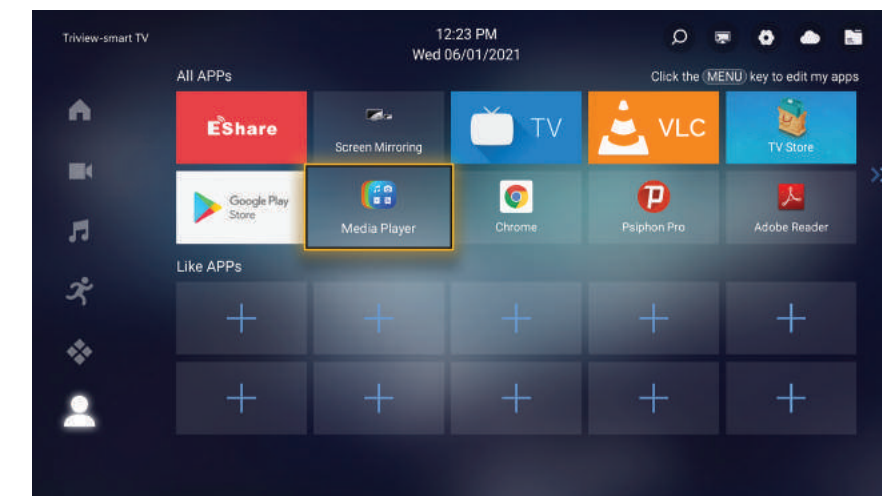 Triview-smart TV
12:23 PM
Wed 06/01/2021
All APPs
Click the MENU key to edit my apps
EShare
Screen Mirroring
TV
VLC
TV Store
Google Play
Store
Media Player
Chrome
Psiphon Pro
Adobe Reader
Like APPs